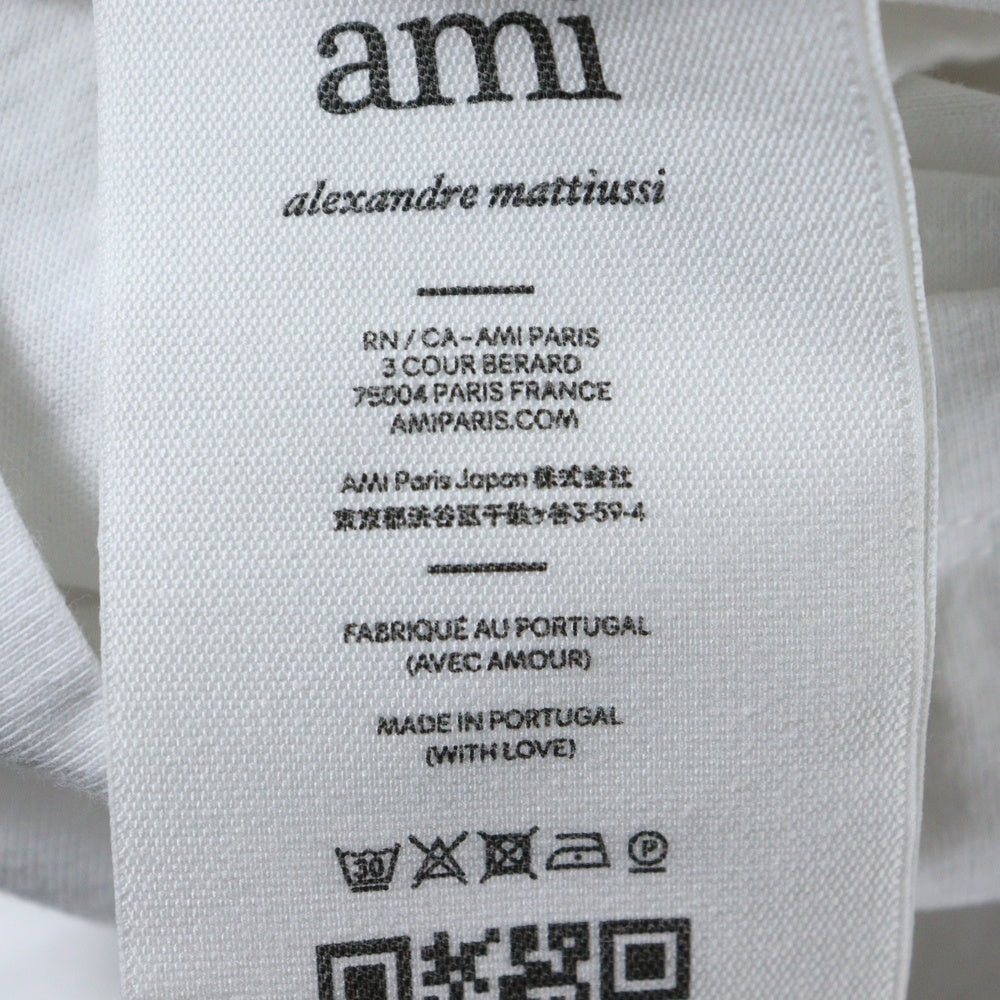 ami
alexandre mattiussi
RN / CA - AMI PARIS
3 COUR BERARD
75004 PARIS FRANCE
AMIPARIS.COM
AMI Paris Japan 株式会社
東京都渋谷区千駄ヶ谷3-59-4
FABRIQUÉ AU PORTUGAL
(AVEC AMOUR)
MADE IN PORTUGAL
(WITH LOVE)
30 P